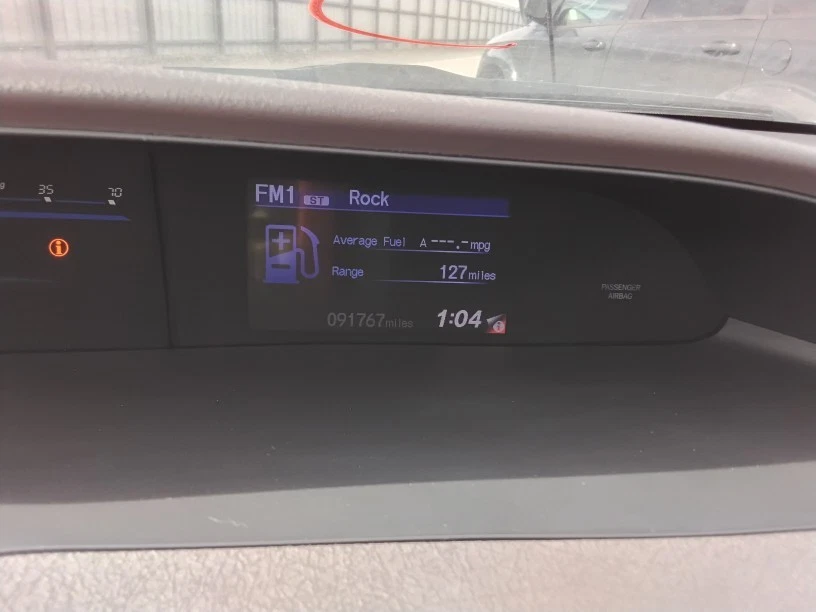 35 70
FM1 ST Rock
Average Fuel A ---.- mpg
Range 127 miles
PASSENGER
AIRBAG
091767 miles 1:04